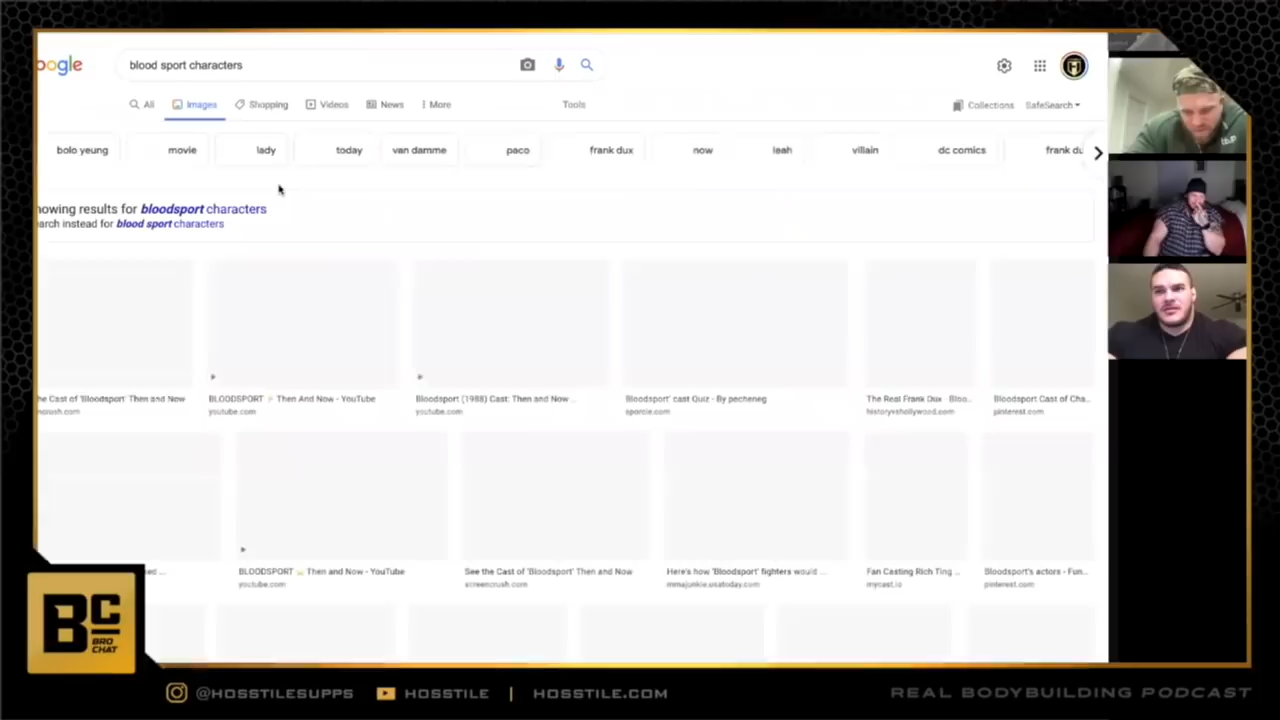 oogle
blood sport characters
All Images Shopping Videos News More Tools Collections SafeSearch
bolo yeung movie lady today van damme paco frank dux now leah villain dc comics frank du
howing results for bloodsport characters
earch instead for blood sport characters
he Cast of 'Bloodsport' Then and Now
BLOODSPORT Then And Now - YouTube
youtube.com
Bloodsport (1988) Cast: Then and Now ...
youtube.com
Bloodsport' cast Quiz - By pecheneg
sporcle.com
The Real Frank Dux - Bloo...
historyvshollywood.com
Bloodsport Cast of Cha...
pinterest.com
BLOODSPORT Then and Now - YouTube
youtube.com
See the Cast of 'Bloodsport' Then and Now
screencrush.com
Here's how 'Bloodsport' fighters would ...
mmajunkie.usatoday.com
Fan Casting Rich Ting ...
mycast.io
Bloodsport's actors - Fun...
pinterest.com
BC
BRO
CHAT
@HOSSTILESUPPS HOSSTILE | HOSSTILE.COM
REAL BODYBUILDING PODCAST